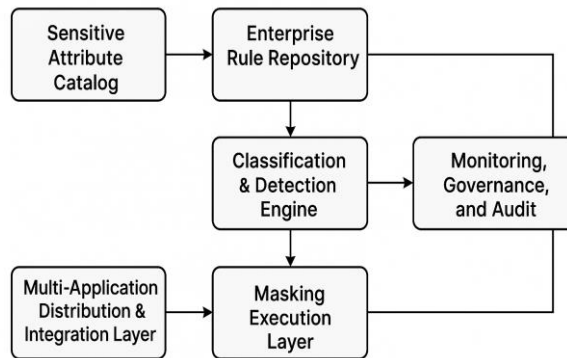 Sensitive
Attribute
Catalog
Enterprise
Rule Repository
Classification
& Detection
Engine
Monitoring,
Governance,
and Audit
Multi-Application
Distribution &
Integration Layer
Masking
Execution
Layer